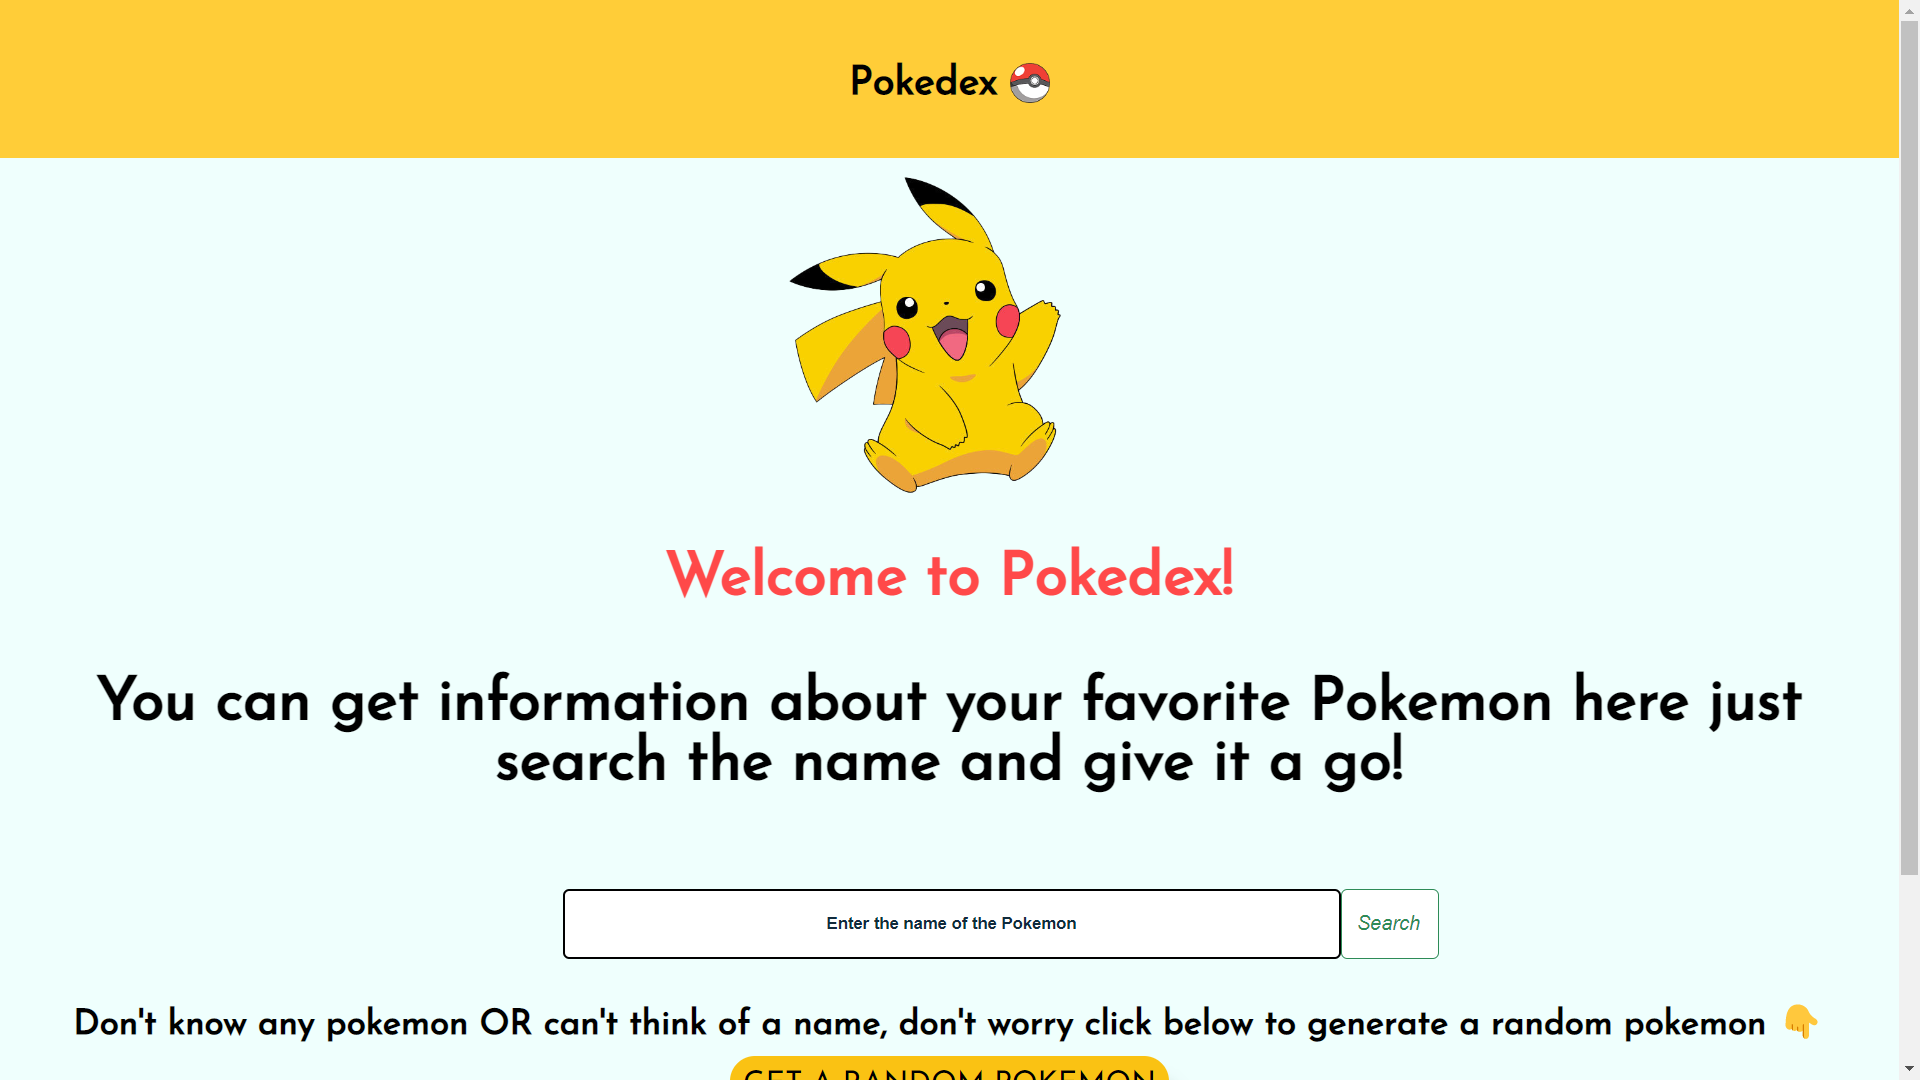 Pokedex
Welcome to Pokedex!
You can get information about your favorite Pokemon here just
search the name and give it a go!
Enter the name of the Pokemon
Search
Don't know any pokemon OR can't think of a name, don't worry click below to generate a random pokemon 👇
GET A RANDOM POKEMON